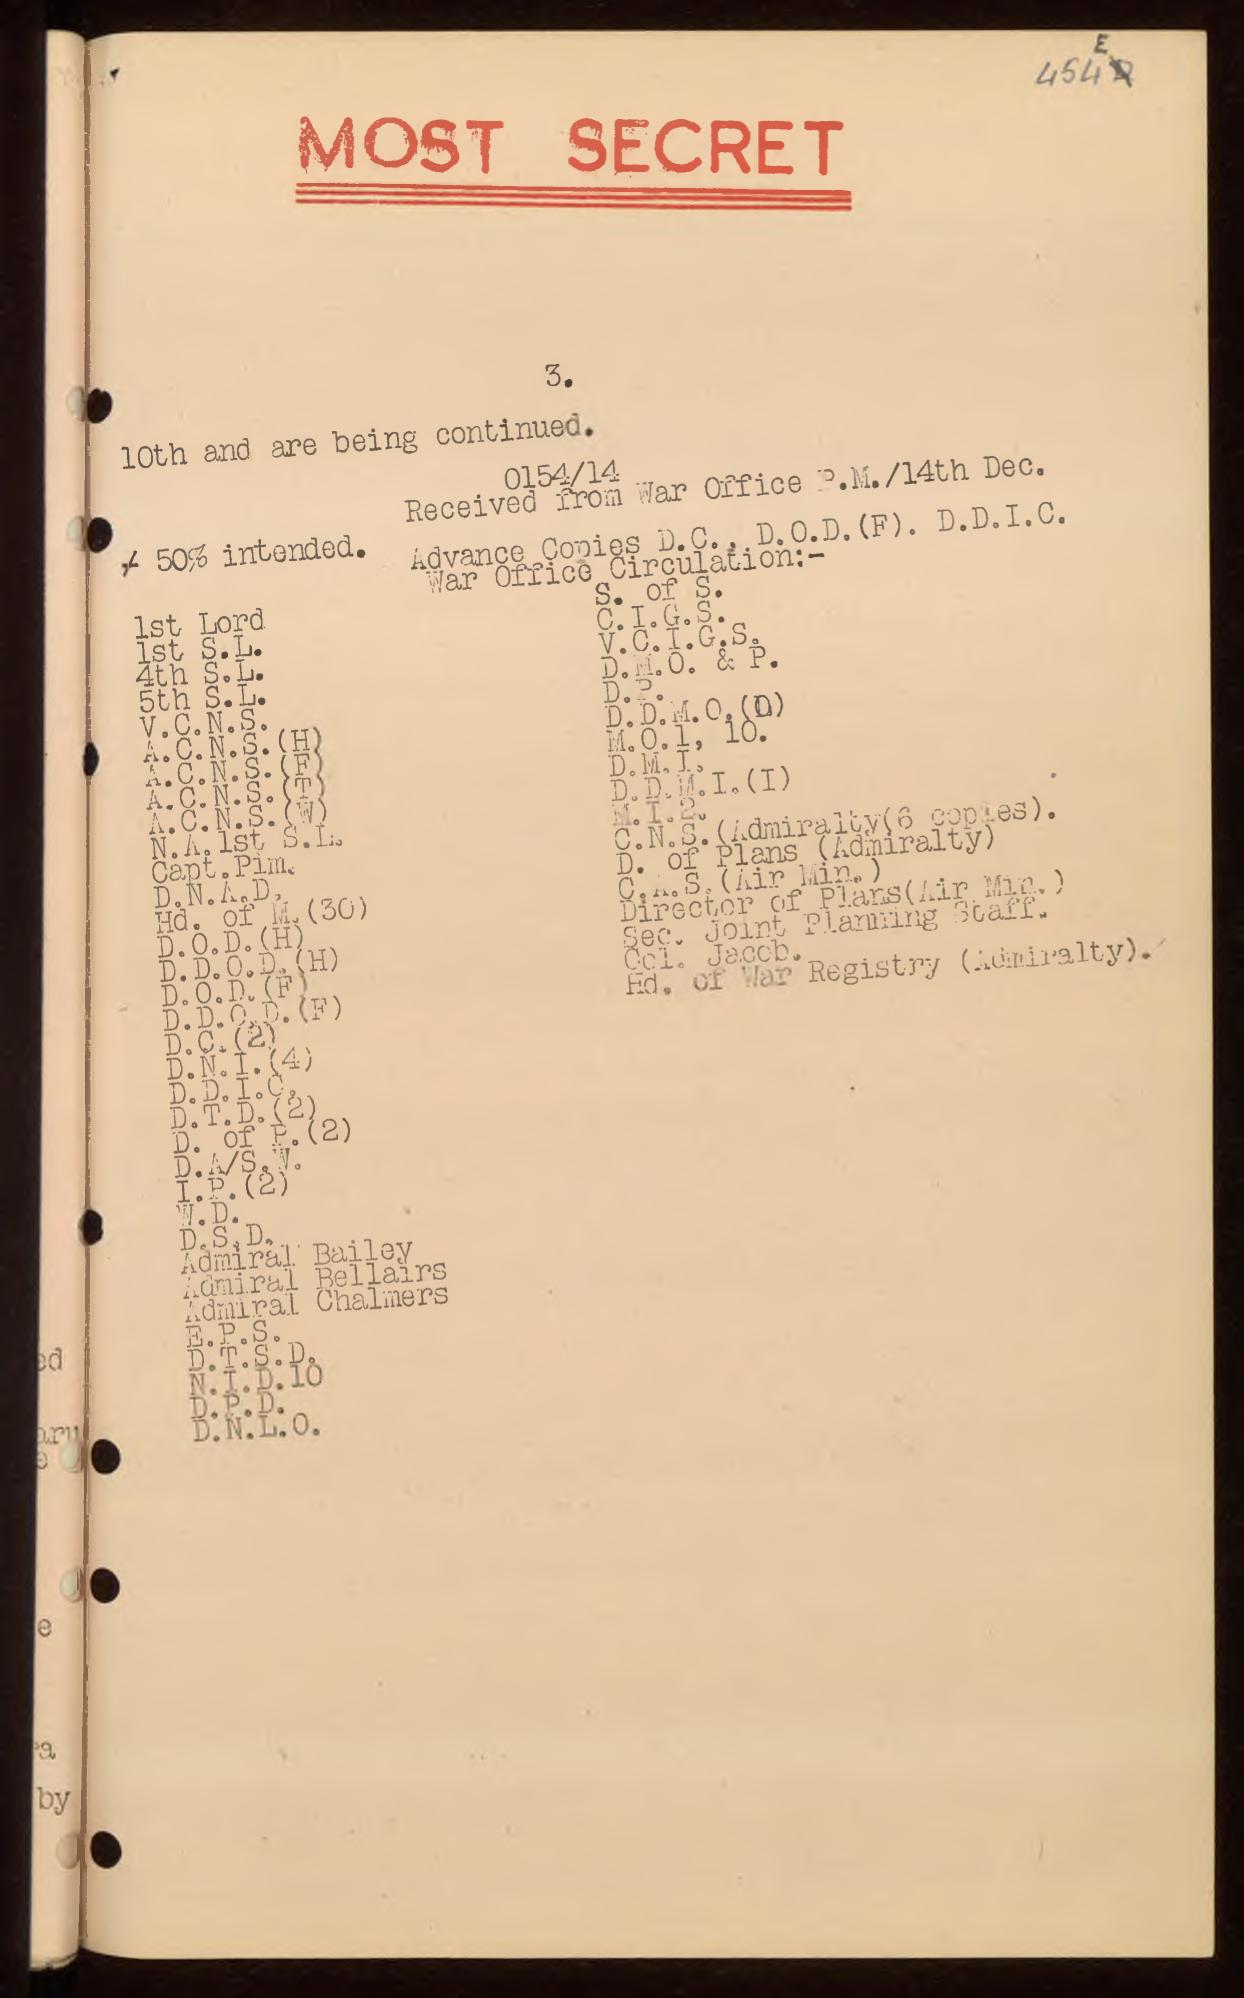 454 E
MOST SECRET
3.
10th and are being continued.
0154/14
Received from War Office P.M./14th Dec.
50% intended.
Advance Copies D.C., D.O.D.(F). D.D.I.C.
War Office Circulation:-
1st Lord
1st S.L.
4th S.L.
5th S.L.
V.C.N.S.
A.C.N.S.(H)
A.C.N.S.(F)
A.C.N.S.(T)
A.C.N.S.(W)
N.A.1st S.L.
Capt.Pim.
D.N.A.D.
Hd. of M.(30)
D.O.D.(H)
D.D.O.D.(H)
D.O.D.(F)
D.D.O.D.(F)
D.C.(2)
D.N.I.(4)
D.D.I.C.
D.T.D.(2)
D. of P.(2)
D.A/S.W.
I.P.(2)
W.D.
D.S.D.
Admiral Bailey
Admiral Bellairs
Admiral Chalmers
E.P.S.
D.T.S.D.
N.I.D.10
D.P.D.
D.N.L.O.
S. of S.
C.I.G.S.
V.C.I.G.S.
D.M.O. & P.
D.P.
D.D.M.O.(O)
M.O.1, 10.
D.M.I.
D.D.M.I.(I)
M.I.2.
C.N.S.(Admiralty(6 copies).
D. of Plans (Admiralty)
C.A.S.(Air Min.)
Director of Plans(Air Min.)
Sec. Joint Planning Staff.
Col. Jacob.
Hd. of War Registry (Admiralty).
ed
ary
e
e
ra
by